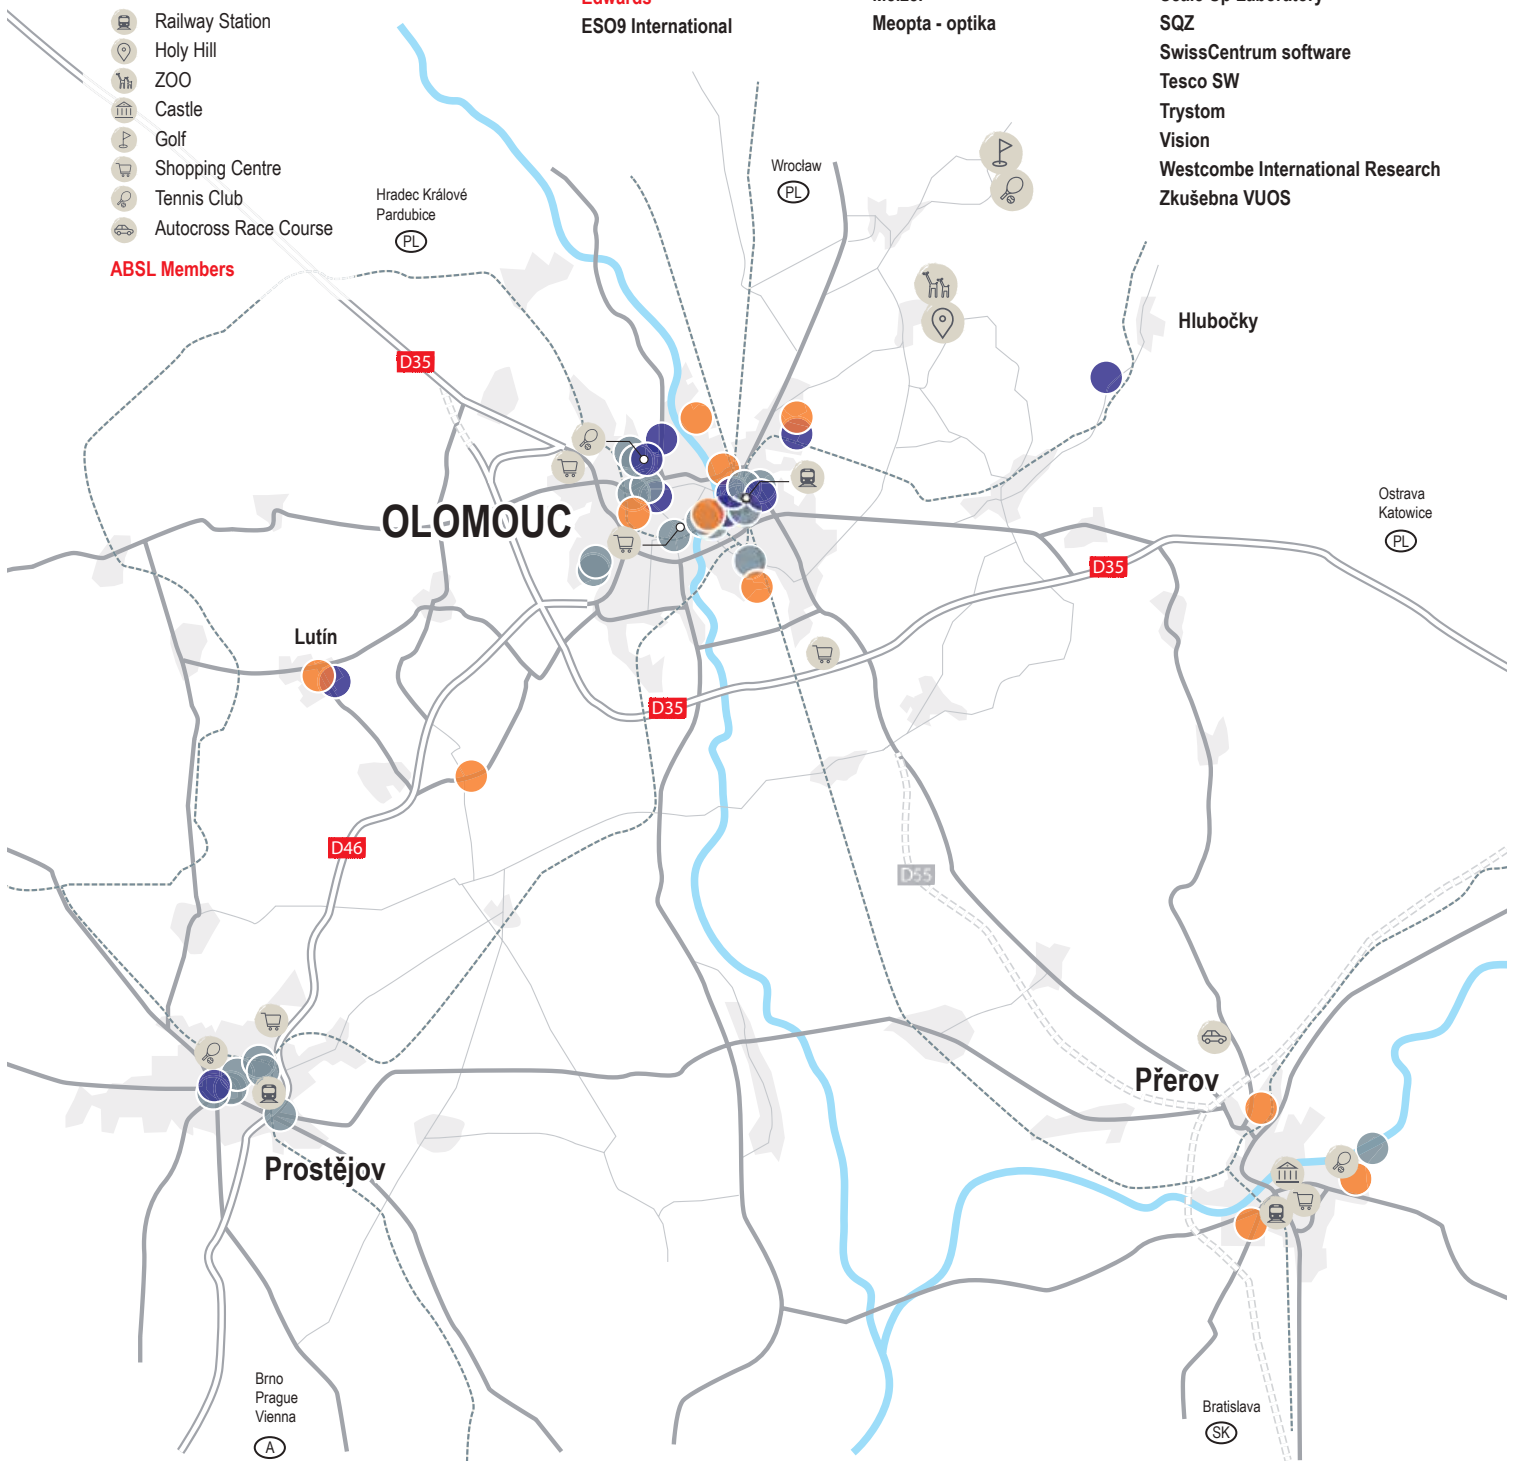 Railway Station
Holy Hill
ZOO
Castle
Golf
Shopping Centre
Tennis Club
Autocross Race Course
ABSL Members
Edwards
ESO9 International
Meopta - optika
SQZ
SwissCentrum software
Tesco SW
Trystom
Vision
Westcombe International Research
Zkušebna VUOS
Wrocław
PL
Hradec Králové
Pardubice
PL
Hlubočky
D35
OLOMOUC
Ostrava
Katowice
PL
D35
Lutín
D35
D46
D55
Přerov
Prostějov
Brno
Prague
Vienna
A
Bratislava
SK